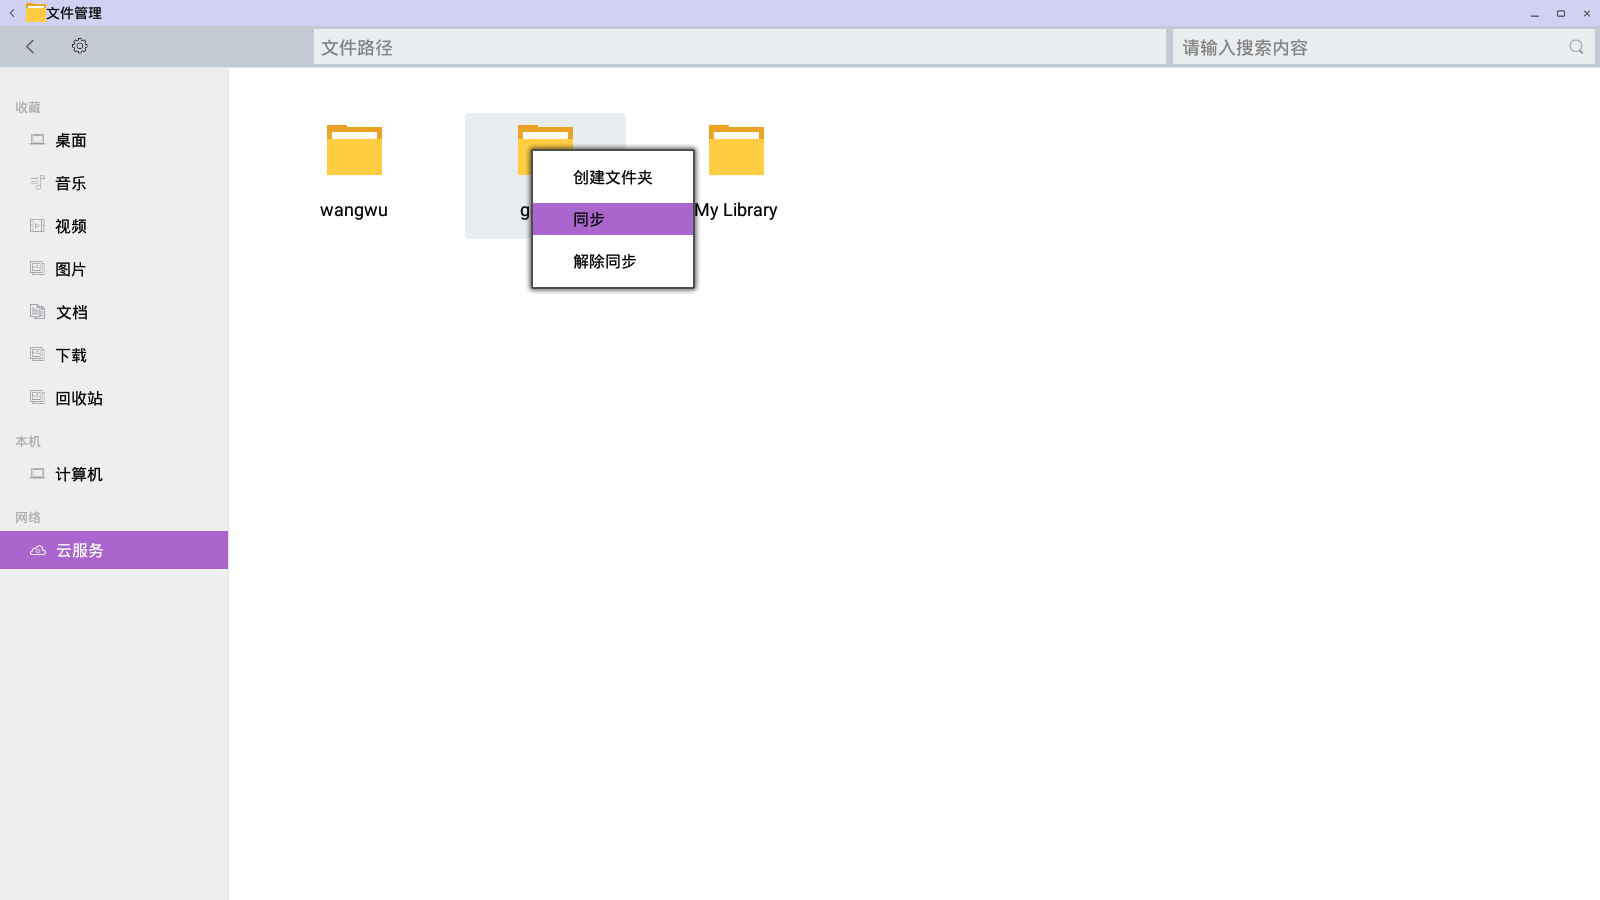 文件管理
文件路径
请输入搜索内容
收藏
桌面
音乐
视频
图片
文档
下载
回收站
本机
计算机
网络
云服务
wangwu
My Library
创建文件夹
同步
解除同步